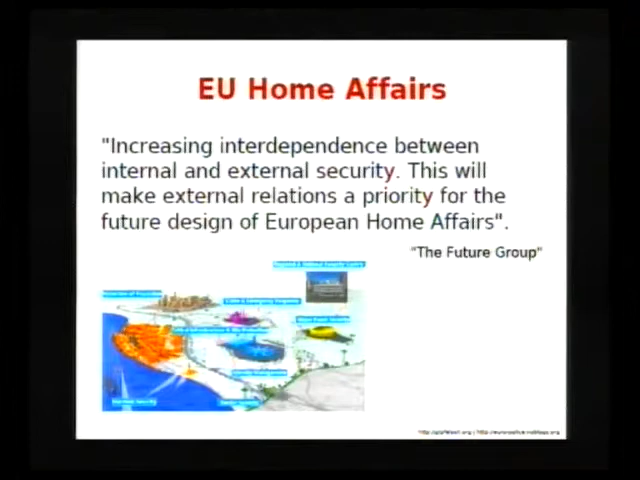 EU Home Affairs
"Increasing interdependence between
internal and external security. This will
make external relations a priority for the
future design of European Home Affairs".
"The Future Group"